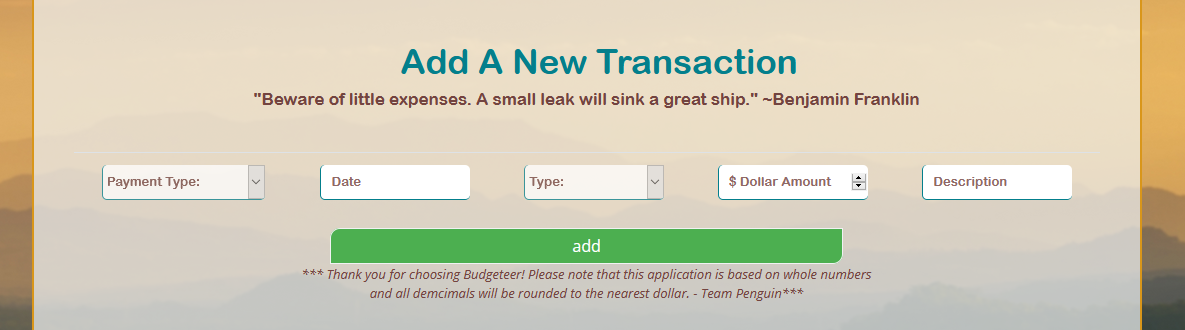 Add A New Transaction
"Beware of little expenses. A small leak will sink a great ship." ~Benjamin Franklin
Payment Type: Date Type: $ Dollar Amount Description
add
*** Thank you for choosing Budgeteer! Please note that this application is based on whole numbers
and all demcimals will be rounded to the nearest dollar. - Team Penguin***